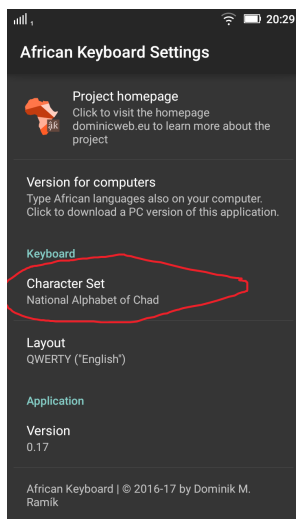 1 20:29
African Keyboard Settings
Project homepage
Click to visit the homepage
dominicweb.eu to learn more about the
project
ak
Version for computers
Type African languages also on your computer.
Click to download a PC version of this application.
Keyboard
Character Set
National Alphabet of Chad
Layout
QWERTY ("English")
Application
Version
0.17
African Keyboard | © 2016-17 by Dominik M.
Ramík